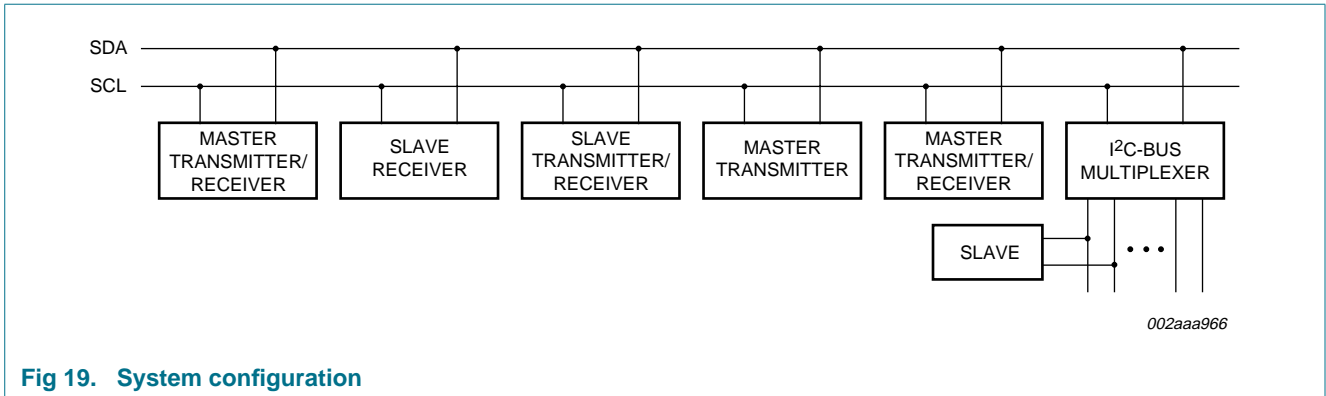 SDA
SCL
MASTER
TRANSMITTER/
RECEIVER
SLAVE
RECEIVER
SLAVE
TRANSMITTER/
RECEIVER
MASTER
TRANSMITTER
MASTER
TRANSMITTER/
RECEIVER
I²C-BUS
MULTIPLEXER
SLAVE
002aaa966
Fig 19. System configuration